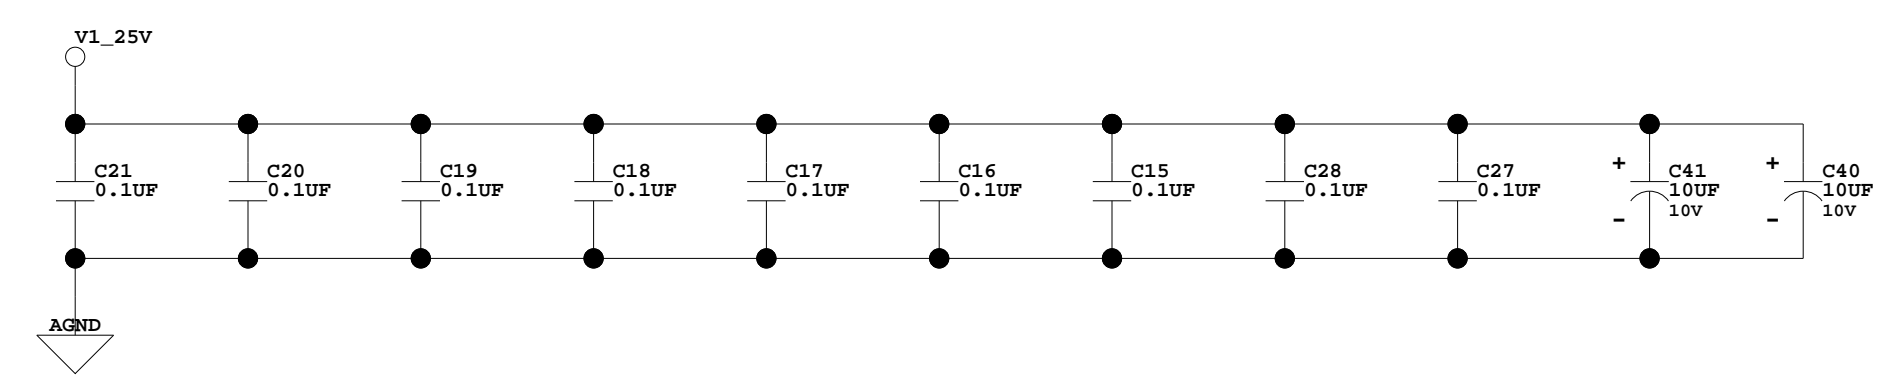 V1_25V
C21
0.1UF
C20
0.1UF
C19
0.1UF
C18
0.1UF
C17
0.1UF
C16
0.1UF
C15
0.1UF
C28
0.1UF
C27
0.1UF
+
C41
10UF
10V
-
+
C40
10UF
10V
-
AGND